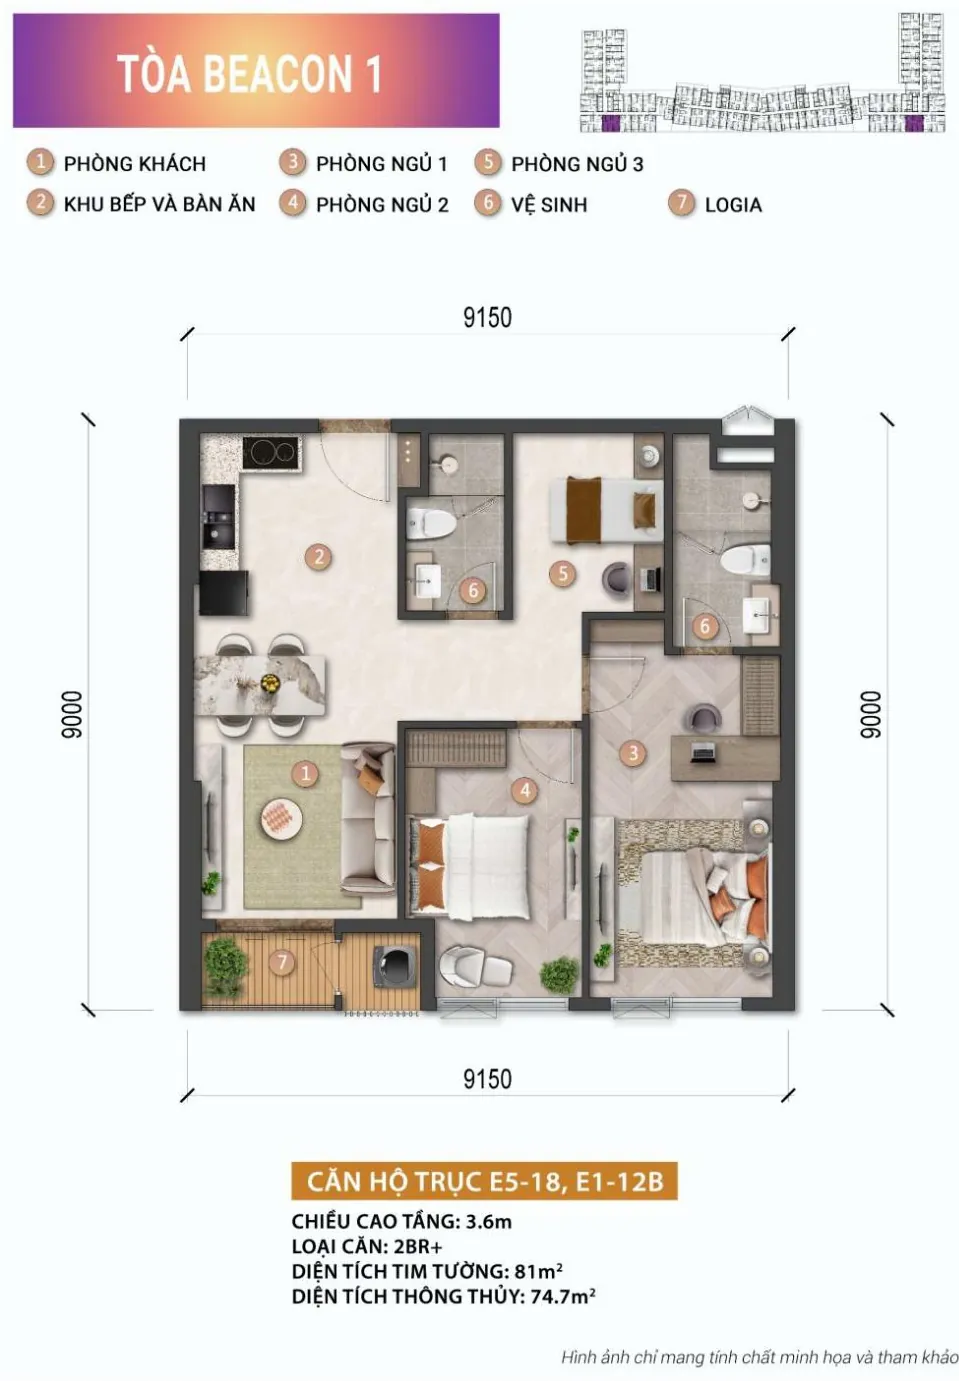 TÒA BEACON 1
1 PHÒNG KHÁCH
3 PHÒNG NGỦ 1
5 PHÒNG NGỦ 3
2 KHU BẾP VÀ BÀN ĂN
4 PHÒNG NGỦ 2
6 VỆ SINH
7 LOGIA
9150
9000
9000
2
6
5
6
3
1
4
7
9150
CĂN HỘ TRỤC E5-18, E1-12B
CHIỀU CAO TẦNG: 3.6m
LOẠI CĂN: 2BR+
DIỆN TÍCH TIM TƯỜNG: 81m²
DIỆN TÍCH THÔNG THỦY: 74.7m²
Hình ảnh chỉ mang tính chất minh họa và tham khảo